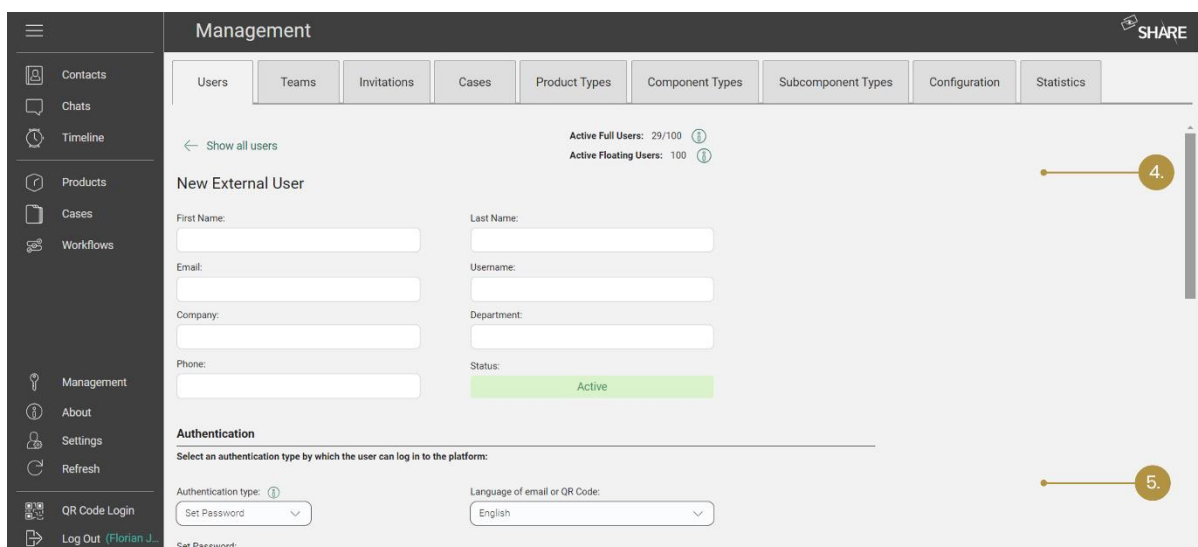 Management
SHARE
Contacts
Chats
Timeline
Products
Cases
Workflows
Management
About
Settings
Refresh
QR Code Login
Log Out (Florian J...
Users Teams Invitations Cases Product Types Component Types Subcomponent Types Configuration Statistics
Active Full Users: 29/100
Active Floating Users: 100
← Show all users
New External User
4.
First Name: Last Name:
Email: Username:
Company: Department:
Phone: Status:
Active
Authentication
Select an authentication type by which the user can log in to the platform:
5.
Authentication type: Language of email or QR Code:
Set Password English
Set Password: